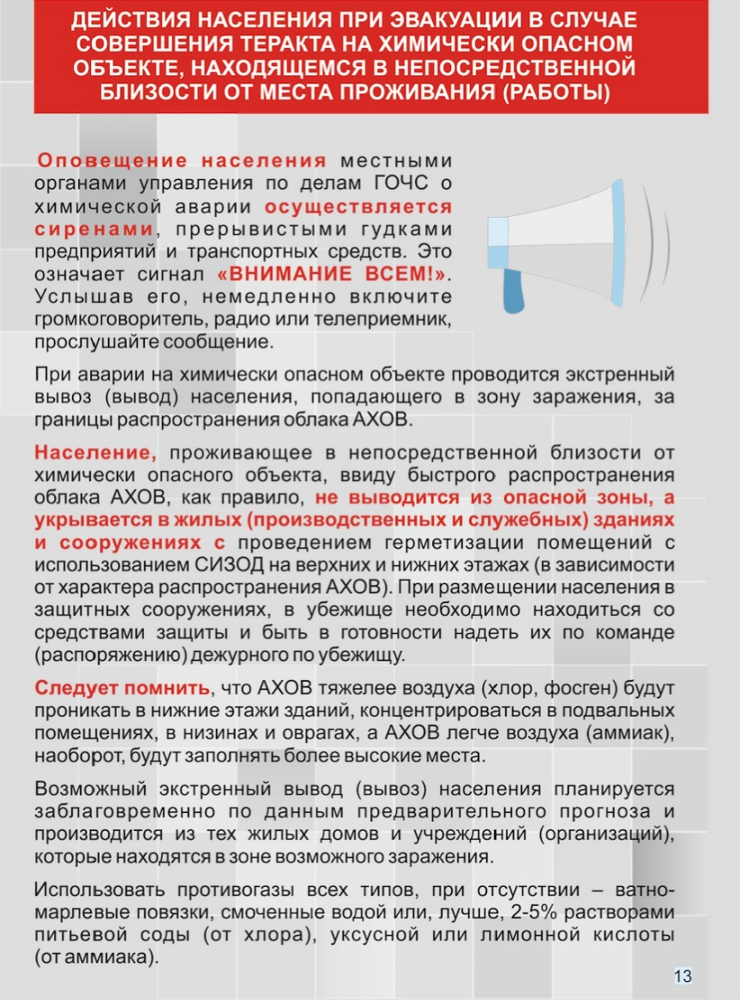 ДЕЙСТВИЯ НАСЕЛЕНИЯ ПРИ ЭВАКУАЦИИ В СЛУЧАЕ
СОВЕРШЕНИЯ ТЕРАКТА НА ХИМИЧЕСКИ ОПАСНОМ
ОБЪЕКТЕ, НАХОДЯЩЕМСЯ В НЕПОСРЕДСТВЕННОЙ
БЛИЗОСТИ ОТ МЕСТА ПРОЖИВАНИЯ (РАБОТЫ)
Оповещение населения местными
органами управления по делам ГОЧС о
химической аварии осуществляется
сиренами, прерывистыми гудками
предприятий и транспортных средств. Это
означает сигнал «ВНИМАНИЕ ВСЕМ!».
Услышав его, немедленно включите
громкоговоритель, радио или телеприемник,
прослушайте сообщение.
При аварии на химически опасном объекте проводится экстренный
вывоз (вывод) населения, попадающего в зону заражения, за
границы распространения облака АХОВ.
Население, проживающее в непосредственной близости от
химически опасного объекта, ввиду быстрого распространения
облака АХОВ, как правило, не выводится из опасной зоны, а
укрывается в жилых (производственных и служебных) зданиях
и сооружениях с проведением герметизации помещений с
использованием СИЗОД на верхних и нижних этажах (в зависимости
от характера распространения АХОВ). При размещении населения в
защитных сооружениях, в убежище необходимо находиться со
средствами защиты и быть в готовности надеть их по команде
(распоряжению) дежурного по убежищу.
Следует помнить, что АХОВ тяжелее воздуха (хлор, фосген) будут
проникать в нижние этажи зданий, концентрироваться в подвальных
помещениях, в низинах и оврагах, а АХОВ легче воздуха (аммиак),
наоборот, будут заполнять более высокие места.
Возможный экстренный вывод (вывоз) населения планируется
заблаговременно по данным предварительного прогноза и
производится из тех жилых домов и учреждений (организаций),
которые находятся в зоне возможного заражения.
Использовать противогазы всех типов, при отсутствии – ватно-
марлевые повязки, смоченные водой или, лучше, 2-5% растворами
питьевой соды (от хлора), уксусной или лимонной кислоты
(от аммиака).
13